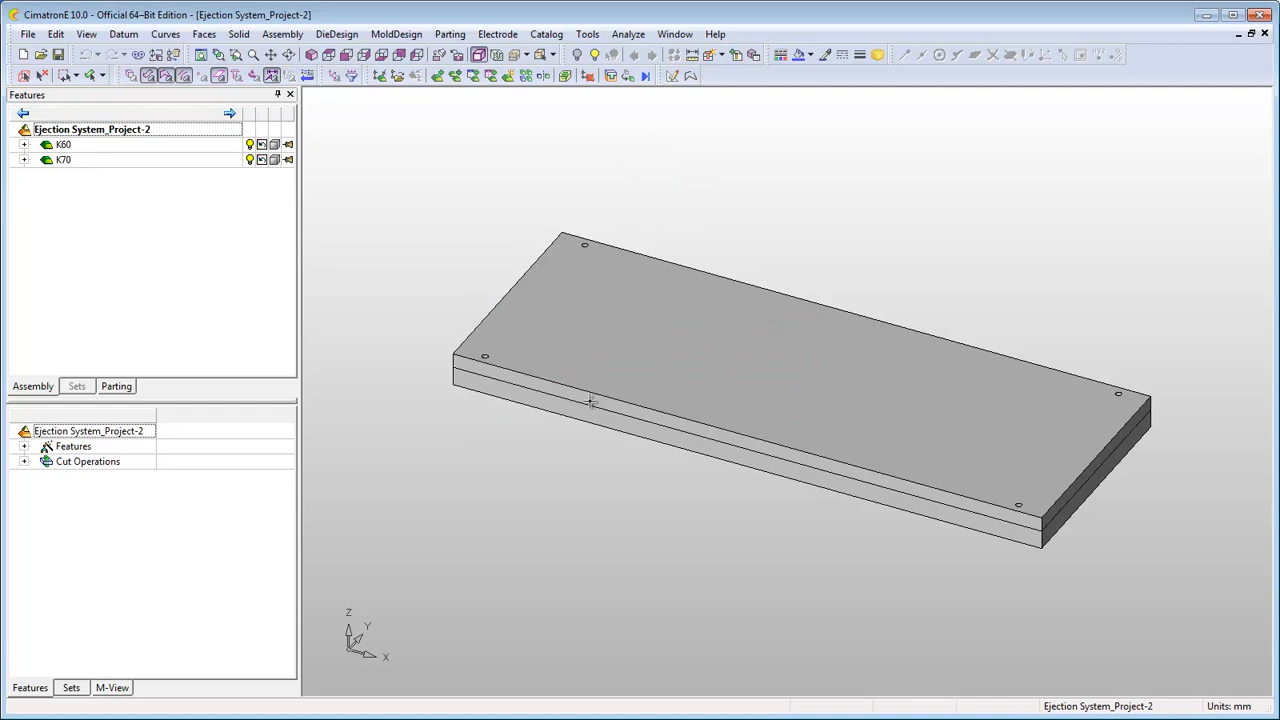 CimatronE 10.0 - Official 64-Bit Edition - [Ejection System_Project-2]
File Edit View Datum Curves Faces Solid Assembly DieDesign MoldDesign Parting Electrode Catalog Tools Analyze Window Help
Features
Ejection System_Project-2
K60
K70
Assembly Sets Parting
Ejection System_Project-2
Features
Cut Operations
Features Sets M-View
Z
Y
X
Ejection System_Project-2 Units: mm